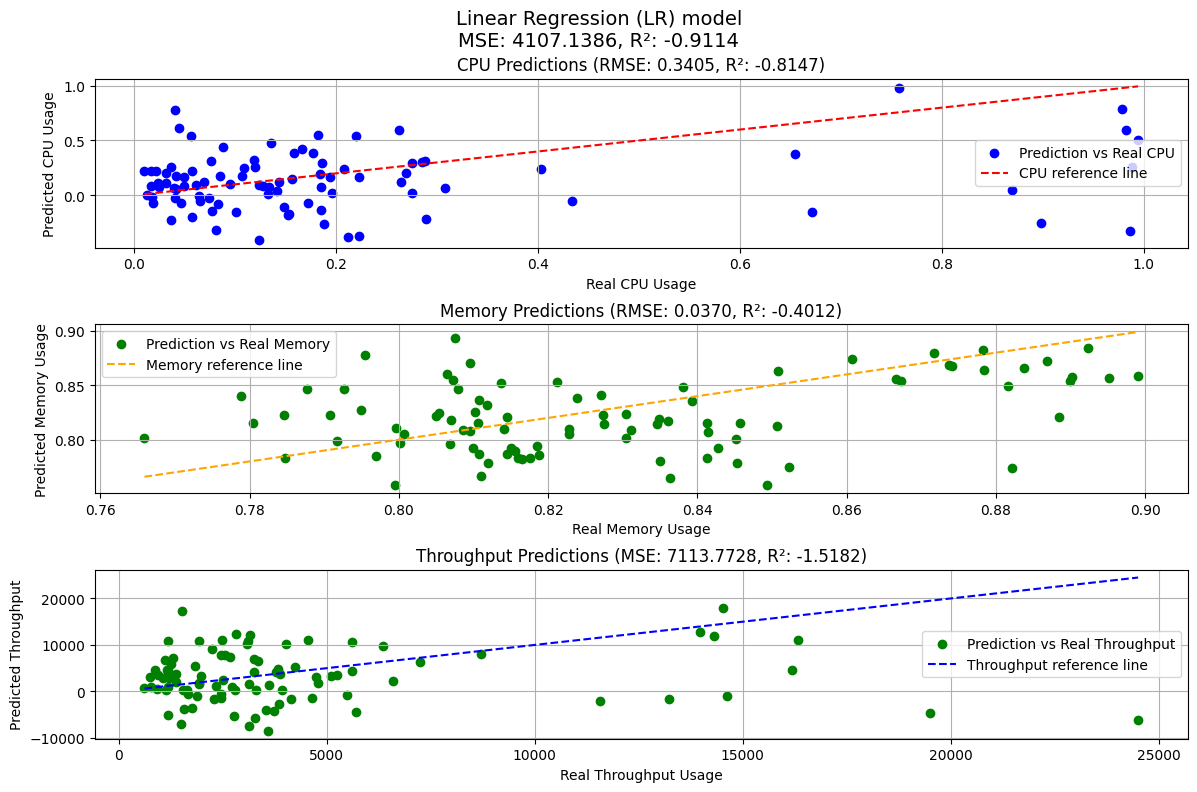 Linear Regression (LR) model
MSE: 4107.1386, R²: -0.9114
CPU Predictions (RMSE: 0.3405, R²: -0.8147)
Predicted CPU Usage
1.0
0.5
0.0
Prediction vs Real CPU
CPU reference line
0.0 0.2 0.4 0.6 0.8 1.0
Real CPU Usage
Memory Predictions (RMSE: 0.0370, R²: -0.4012)
Predicted Memory Usage
0.90
0.85
0.80
Prediction vs Real Memory
Memory reference line
0.76 0.78 0.80 0.82 0.84 0.86 0.88 0.90
Real Memory Usage
Throughput Predictions (MSE: 7113.7728, R²: -1.5182)
Predicted Throughput
20000
10000
0
−10000
Prediction vs Real Throughput
Throughput reference line
0 5000 10000 15000 20000 25000
Real Throughput Usage